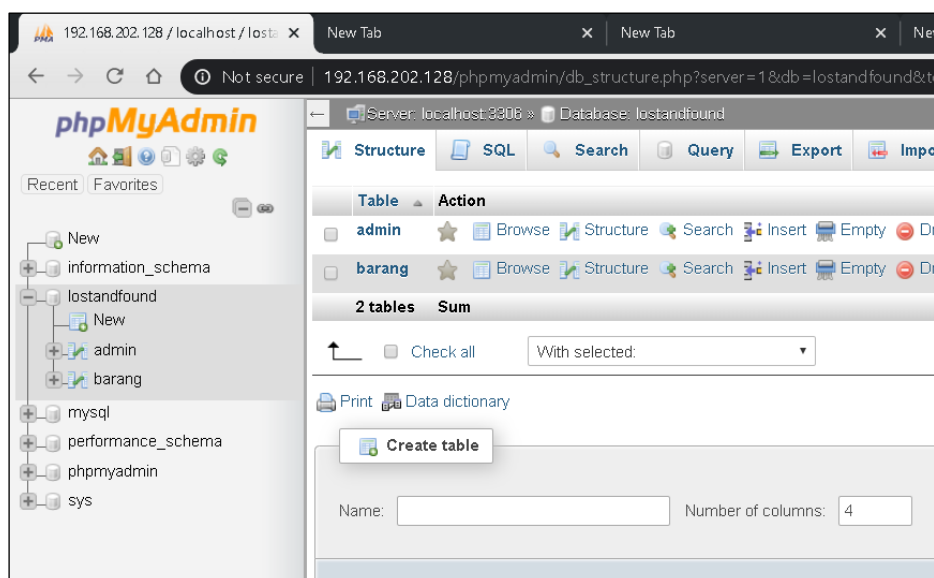 192.168.202.128 / localhost / losta
New Tab
New Tab
Ne
Not secure
192.168.202.128/phpmyadmin/db_structure.php?server=1&db=lostandfound&t
phpMyAdmin
Recent
Favorites
New
information_schema
lostandfound
New
admin
barang
mysql
performance_schema
phpmyadmin
sys
Server: localhost:3306 » Database: lostandfound
Structure SQL Search Query Export Impo
Table Action
admin Browse Structure Search Insert Empty D
barang Browse Structure Search Insert Empty D
2 tables Sum
Check all With selected:
Print Data dictionary
Create table
Name: Number of columns: 4